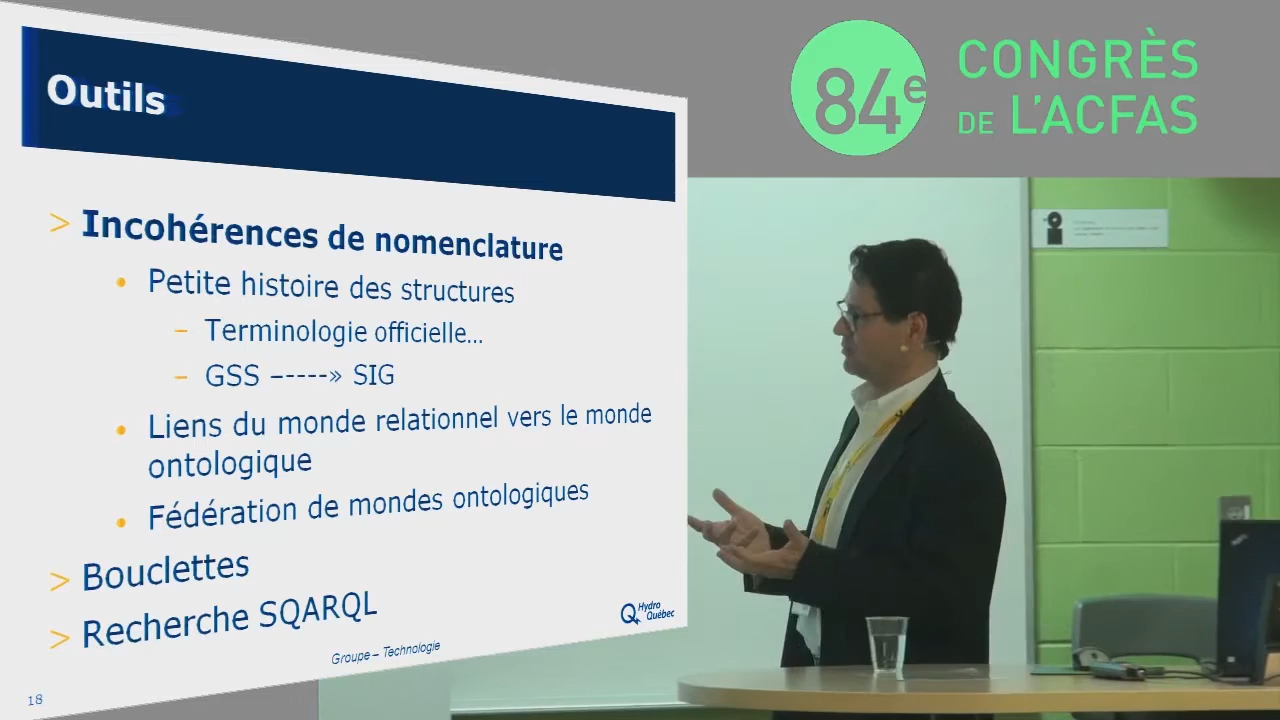 Outils
84e CONGRÈS
DE L'ACFAS
> Incohérences de nomenclature
• Petite histoire des structures
– Terminologie officielle...
– GSS –----» SIG
• Liens du monde relationnel vers le monde
ontologique
• Fédération de mondes ontologiques
> Bouclettes
> Recherche SQARQL
Hydro
Québec
Groupe – Technologie
18